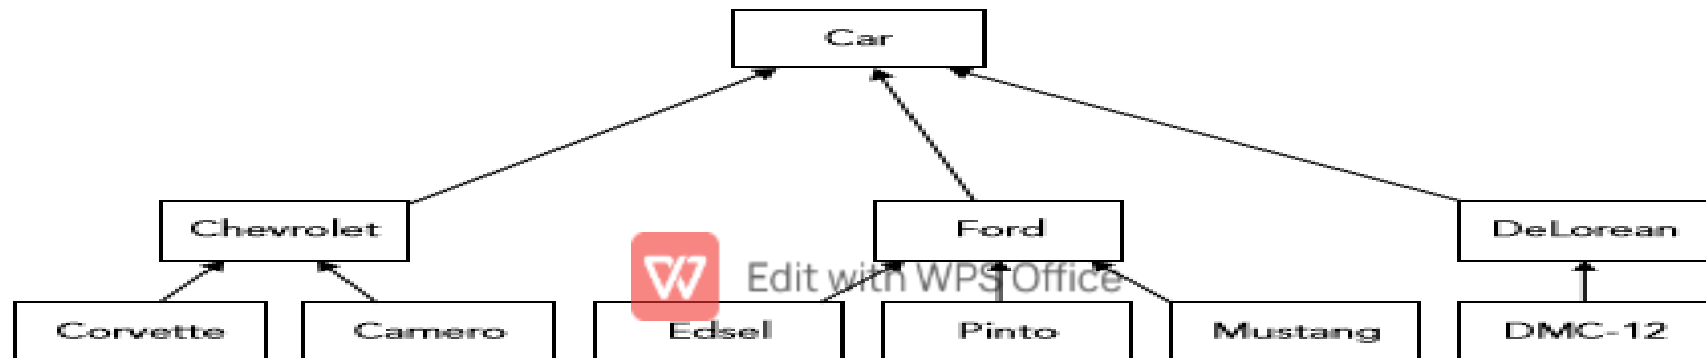 Car
Chevrolet
Ford
DeLorean
Edit with WPS Office
Corvette
Camero
Edsel
Pinto
Mustang
DMC-12